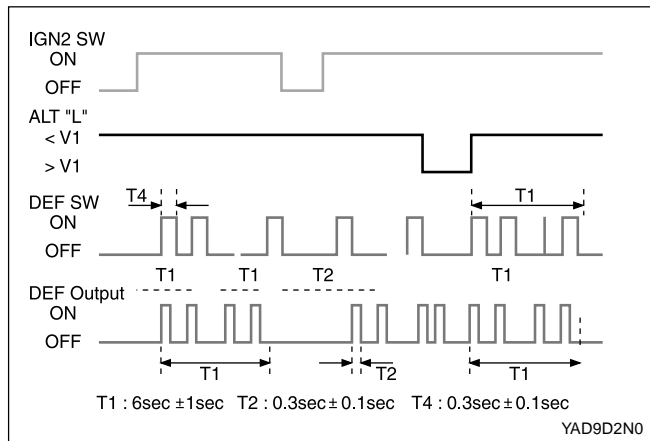 IGN2 SW
ON
OFF
ALT "L"
< V1
> V1
T4
T1
DEF SW
ON
OFF
T1 T1 T2 T1
DEF Output
ON
OFF
T1 T2 T1
T1 : 6sec ±1sec T2 : 0.3sec± 0.1sec T4 : 0.3sec± 0.1sec
YAD9D2N0